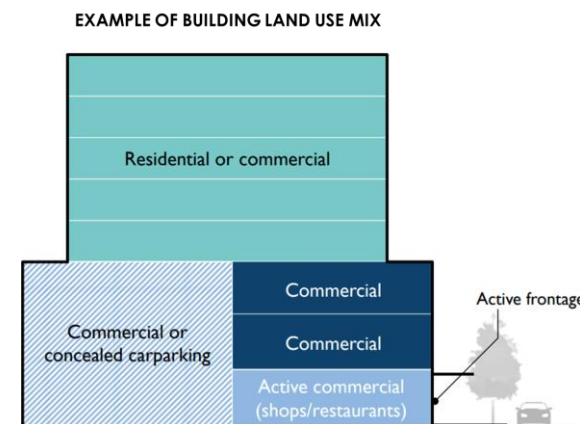 EXAMPLE OF BUILDING LAND USE MIX
Residential or commercial
Commercial
Active frontage
Commercial or
concealed carparking
Commercial
Active commercial
(shops/restaurants)